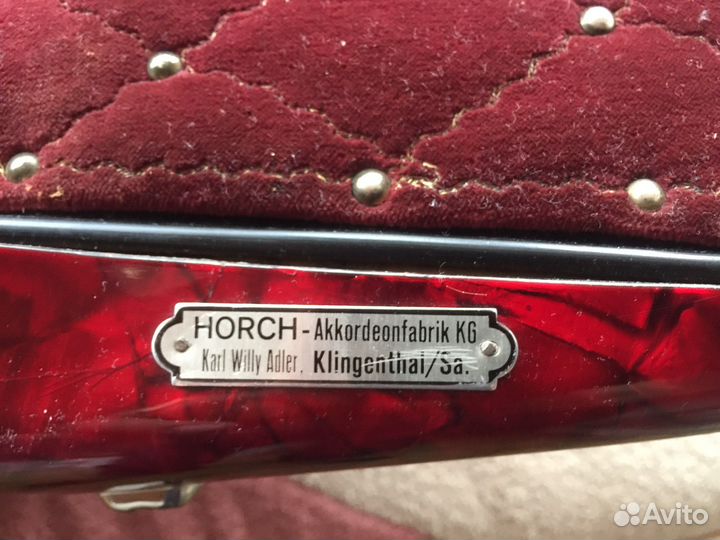 HORCH - Akkordeonfabrik KG
Karl Willy Adler, Klingenthal/Sa.
Avito